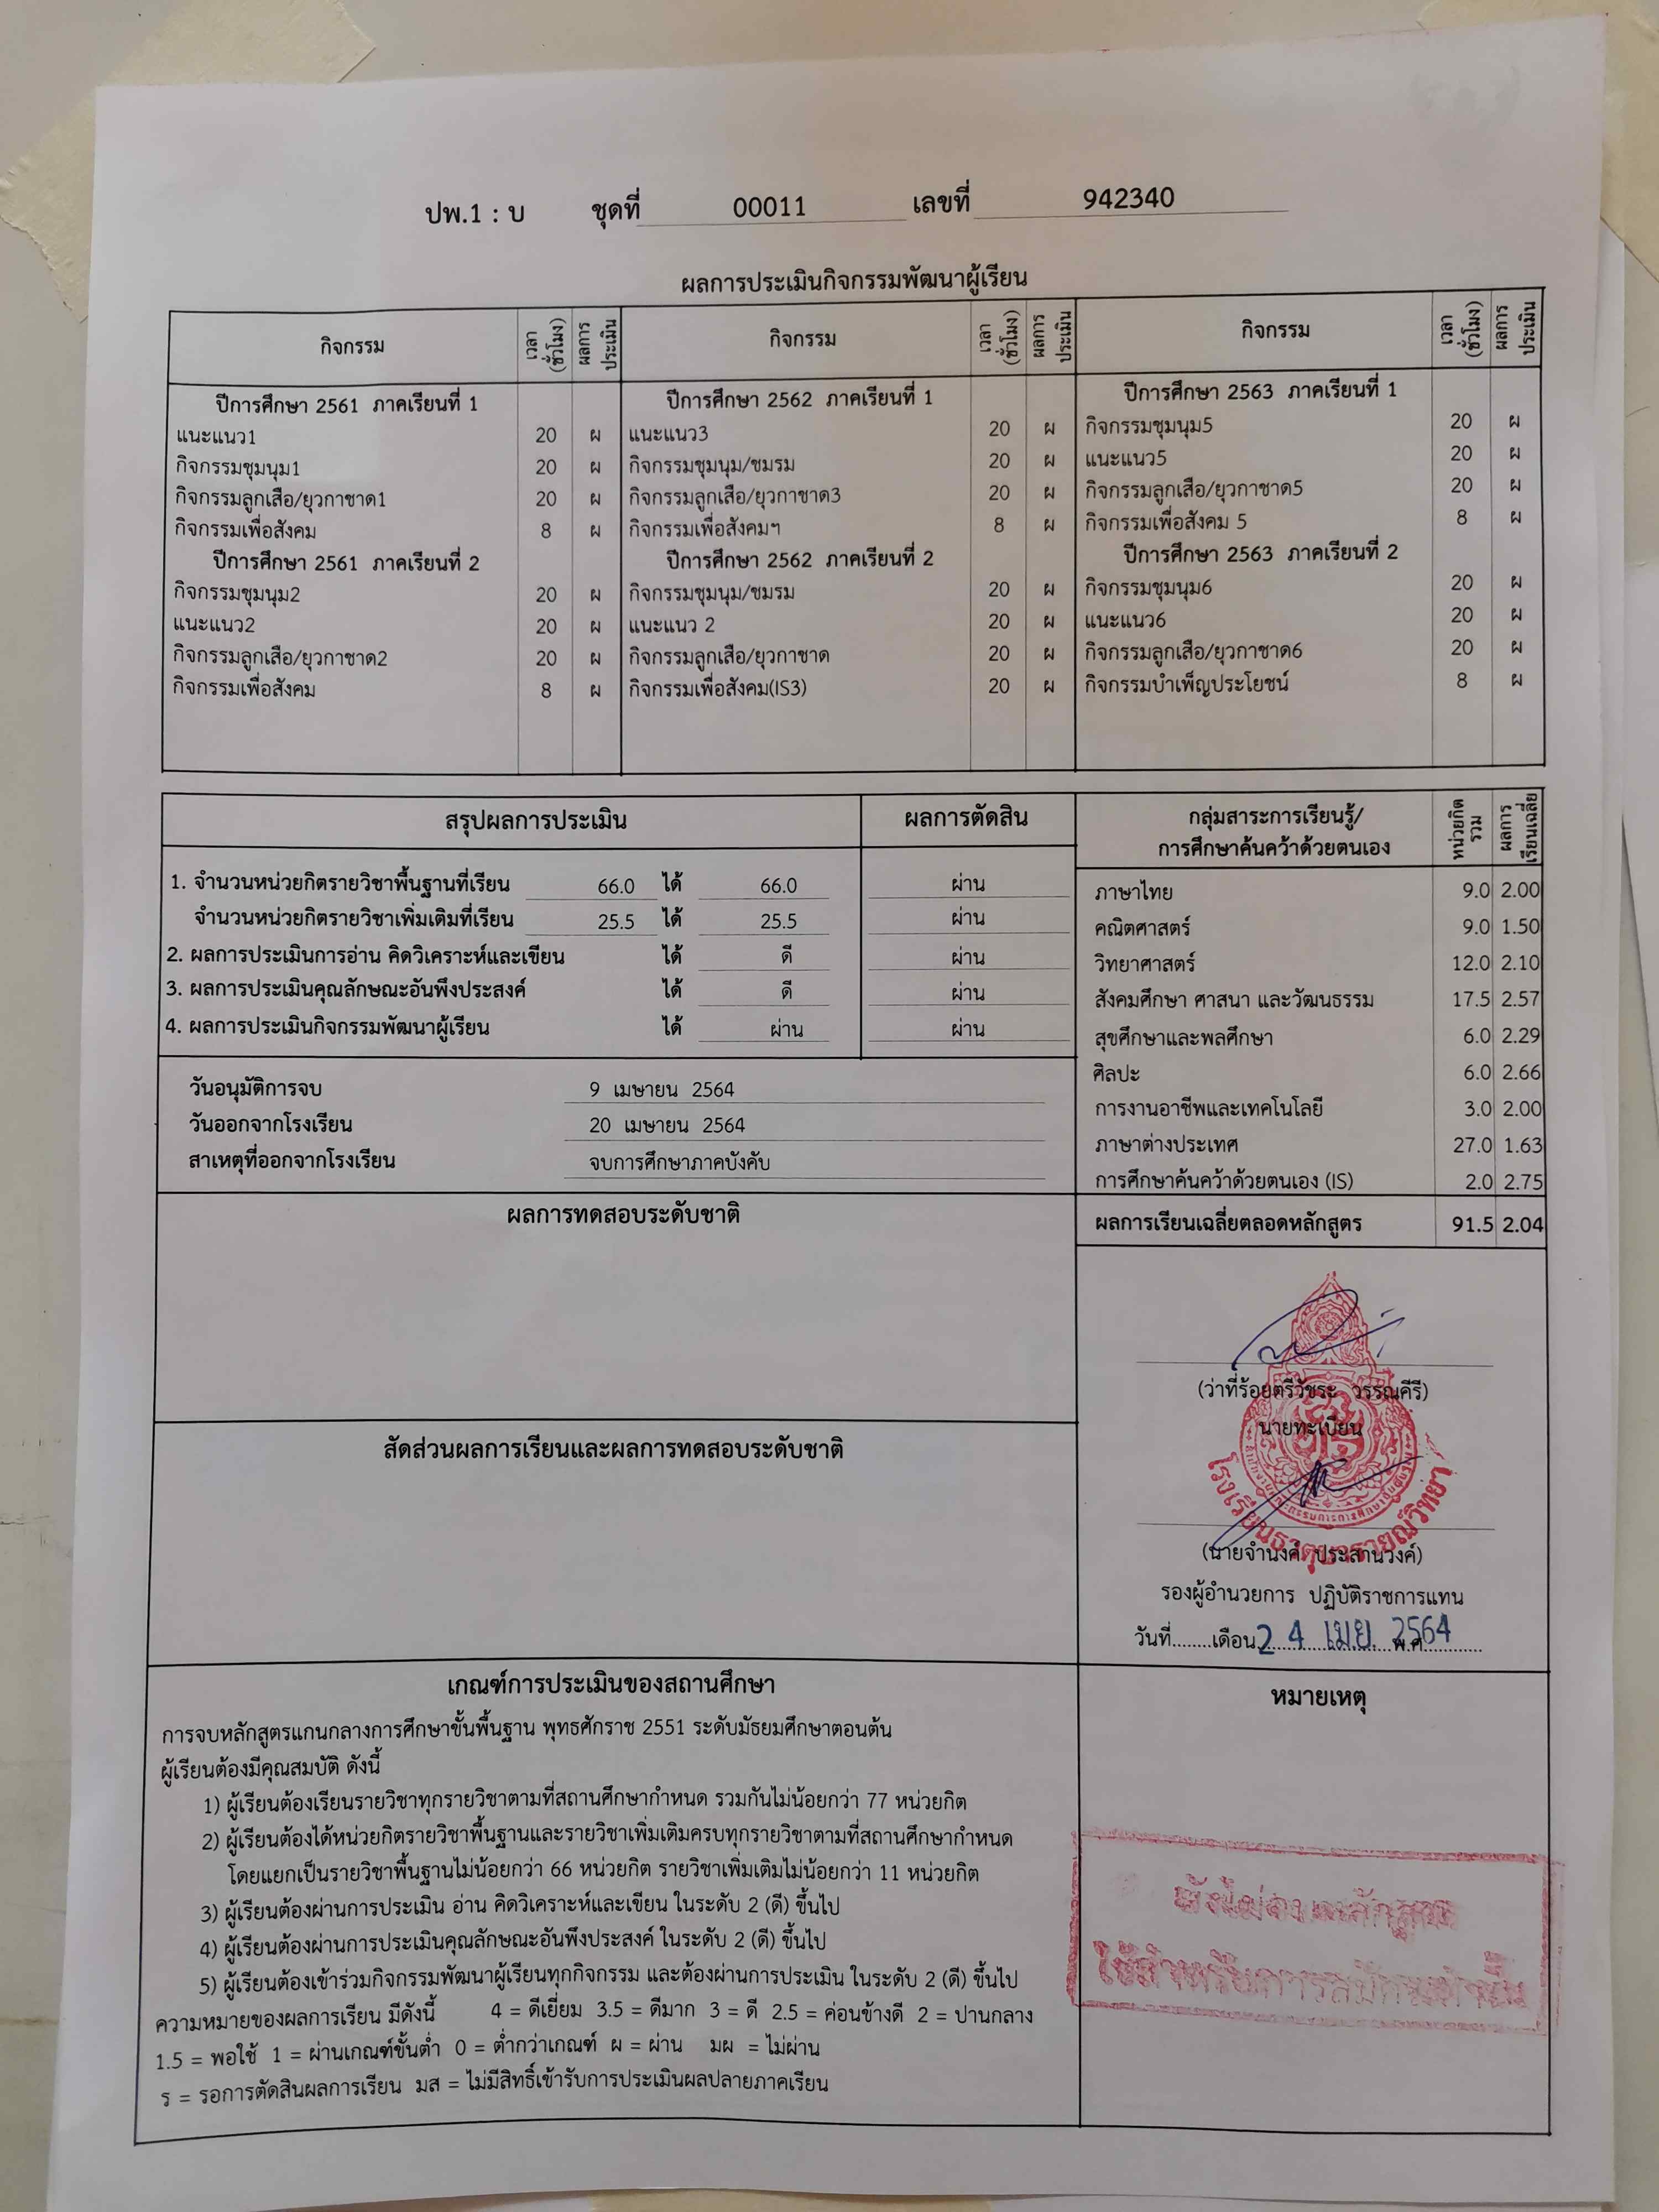 ปพ.1 : บ ชุดที่ 00011 เลขที่ 942340
ผลการประเมินกิจกรรมพัฒนาผู้เรียน
กิจกรรม เวลา (ชั่วโมง) ผลการประเมิน กิจกรรม เวลา (ชั่วโมง) ผลการประเมิน กิจกรรม เวลา (ชั่วโมง) ผลการประเมิน
ปีการศึกษา 2561 ภาคเรียนที่ 1 ปีการศึกษา 2562 ภาคเรียนที่ 1 ปีการศึกษา 2563 ภาคเรียนที่ 1
แนะแนว1 20 ผ แนะแนว3 20 ผ กิจกรรมชุมนุม5 20 ผ
กิจกรรมชุมนุม1 20 ผ กิจกรรมชุมนุม/ชมรม 20 ผ แนะแนว5 20 ผ
กิจกรรมลูกเสือ/ยุวกาชาด1 20 ผ กิจกรรมลูกเสือ/ยุวกาชาด3 20 ผ กิจกรรมลูกเสือ/ยุวกาชาด5 20 ผ
กิจกรรมเพื่อสังคม 8 ผ กิจกรรมเพื่อสังคมฯ 8 ผ กิจกรรมเพื่อสังคม 5 8 ผ
ปีการศึกษา 2561 ภาคเรียนที่ 2 ปีการศึกษา 2562 ภาคเรียนที่ 2 ปีการศึกษา 2563 ภาคเรียนที่ 2
กิจกรรมชุมนุม2 20 ผ กิจกรรมชุมนุม/ชมรม 20 ผ กิจกรรมชุมนุม6 20 ผ
แนะแนว2 20 ผ แนะแนว 2 20 ผ แนะแนว6 20 ผ
กิจกรรมลูกเสือ/ยุวกาชาด2 20 ผ กิจกรรมลูกเสือ/ยุวกาชาด 20 ผ กิจกรรมลูกเสือ/ยุวกาชาด6 20 ผ
กิจกรรมเพื่อสังคม 8 ผ กิจกรรมเพื่อสังคม(IS3) 20 ผ กิจกรรมบำเพ็ญประโยชน์ 8 ผ
สรุปผลการประเมิน ผลการตัดสิน
1. จำนวนหน่วยกิตรายวิชาพื้นฐานที่เรียน 66.0 ได้ 66.0 ผ่าน
จำนวนหน่วยกิตรายวิชาเพิ่มเติมที่เรียน 25.5 ได้ 25.5 ผ่าน
2. ผลการประเมินการอ่าน คิดวิเคราะห์และเขียน ได้ ดี ผ่าน
3. ผลการประเมินคุณลักษณะอันพึงประสงค์ ได้ ดี ผ่าน
4. ผลการประเมินกิจกรรมพัฒนาผู้เรียน ได้ ผ่าน ผ่าน
วันอนุมัติการจบ 9 เมษายน 2564
วันออกจากโรงเรียน 20 เมษายน 2564
สาเหตุที่ออกจากโรงเรียน จบการศึกษาภาคบังคับ
ผลการทดสอบระดับชาติ
สัดส่วนผลการเรียนและผลการทดสอบระดับชาติ
กลุ่มสาระการเรียนรู้/ การศึกษาค้นคว้าด้วยตนเอง หน่วยกิตรวม ผลการเรียนเฉลี่ย
ภาษาไทย 9.0 2.00
คณิตศาสตร์ 9.0 1.50
วิทยาศาสตร์ 12.0 2.10
สังคมศึกษา ศาสนา และวัฒนธรรม 17.5 2.57
สุขศึกษาและพลศึกษา 6.0 2.29
ศิลปะ 6.0 2.66
การงานอาชีพและเทคโนโลยี 3.0 2.00
ภาษาต่างประเทศ 27.0 1.63
การศึกษาค้นคว้าด้วยตนเอง (IS) 2.0 2.75
ผลการเรียนเฉลี่ยตลอดหลักสูตร 91.5 2.04
(ว่าที่ร้อยตรีวัชระ วรรณคีรี)
นายทะเบียน
โรงเรียนธาตุนารายณ์วิทยา
(นายจำนงค์ ประสานวงค์)
รองผู้อำนวยการ ปฏิบัติราชการแทน
วันที่........เดือน 24 เม.ย. 2564 พ.ศ............
เกณฑ์การประเมินของสถานศึกษา
การจบหลักสูตรแกนกลางการศึกษาขั้นพื้นฐาน พุทธศักราช 2551 ระดับมัธยมศึกษาตอนต้น
ผู้เรียนต้องมีคุณสมบัติ ดังนี้
1) ผู้เรียนต้องเรียนรายวิชาทุกรายวิชาตามที่สถานศึกษากำหนด รวมกันไม่น้อยกว่า 77 หน่วยกิต
2) ผู้เรียนต้องได้หน่วยกิตรายวิชาพื้นฐานและรายวิชาเพิ่มเติมครบทุกรายวิชาตามที่สถานศึกษากำหนด
โดยแยกเป็นรายวิชาพื้นฐานไม่น้อยกว่า 66 หน่วยกิต รายวิชาเพิ่มเติมไม่น้อยกว่า 11 หน่วยกิต
3) ผู้เรียนต้องผ่านการประเมิน อ่าน คิดวิเคราะห์และเขียน ในระดับ 2 (ดี) ขึ้นไป
4) ผู้เรียนต้องผ่านการประเมินคุณลักษณะอันพึงประสงค์ ในระดับ 2 (ดี) ขึ้นไป
5) ผู้เรียนต้องเข้าร่วมกิจกรรมพัฒนาผู้เรียนทุกกิจกรรม และต้องผ่านการประเมิน ในระดับ 2 (ดี) ขึ้นไป
ความหมายของผลการเรียน มีดังนี้ 4 = ดีเยี่ยม 3.5 = ดีมาก 3 = ดี 2.5 = ค่อนข้างดี 2 = ปานกลาง
1.5 = พอใช้ 1 = ผ่านเกณฑ์ขั้นต่ำ 0 = ต่ำกว่าเกณฑ์ ผ = ผ่าน มผ = ไม่ผ่าน
ร = รอการตัดสินผลการเรียน มส = ไม่มีสิทธิ์เข้ารับการประเมินผลปลายภาคเรียน
หมายเหตุ
ยังไม่จบหลักสูตร
ใช้สำหรับการสมัครเท่านั้น